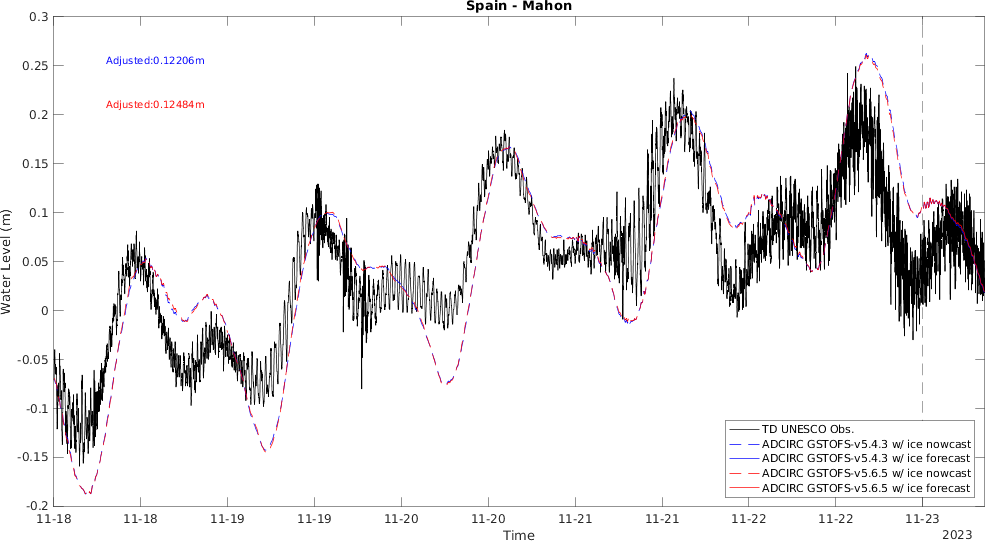 Spain - Mahon
0.3
0.25
0.2
0.15
0.1
0.05
0
-0.05
-0.1
-0.15
-0.2
Water Level (m)
Adjusted:0.12206m
Adjusted:0.12484m
TD UNESCO Obs.
ADCIRC GSTOFS-v5.4.3 w/ ice nowcast
ADCIRC GSTOFS-v5.4.3 w/ ice forecast
ADCIRC GSTOFS-v5.6.5 w/ ice nowcast
ADCIRC GSTOFS-v5.6.5 w/ ice forecast
11-18 11-18 11-19 11-19 11-20 11-20 11-21 11-21 11-22 11-22 11-23
Time
2023